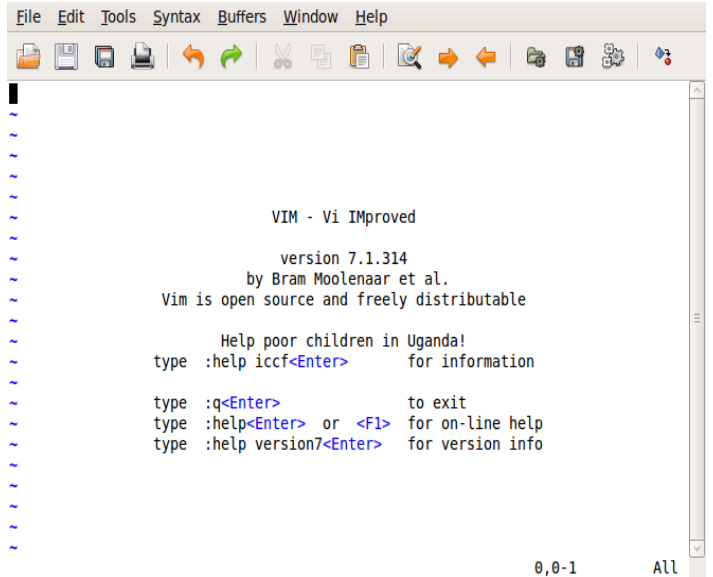 File Edit Tools Syntax Buffers Window Help
~
~
~
~
~
VIM - Vi IMproved
~
~
version 7.1.314
~
by Bram Moolenaar et al.
~
Vim is open source and freely distributable
~
~
Help poor children in Uganda!
~
type :help iccf<Enter> for information
~
~
type :q<Enter> to exit
~
type :help<Enter> or <F1> for on-line help
~
type :help version7<Enter> for version info
~
~
~
~
~
~
0,0-1 All